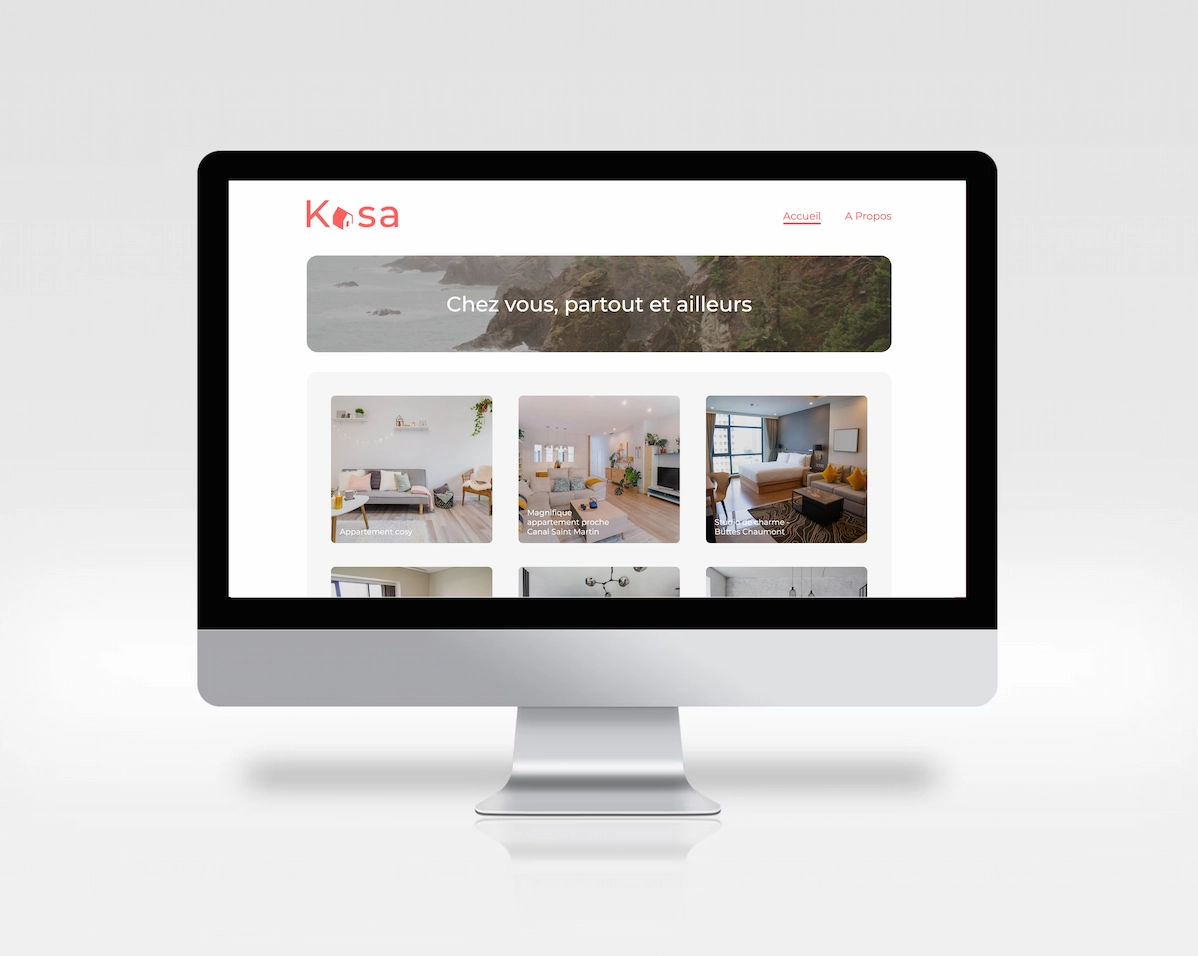 Kasa
Accueil
A Propos
Chez vous, partout et ailleurs
Appartement cosy
Magnifique
appartement proche
Canal Saint Martin
Studio de charme -
Buttes Chaumont